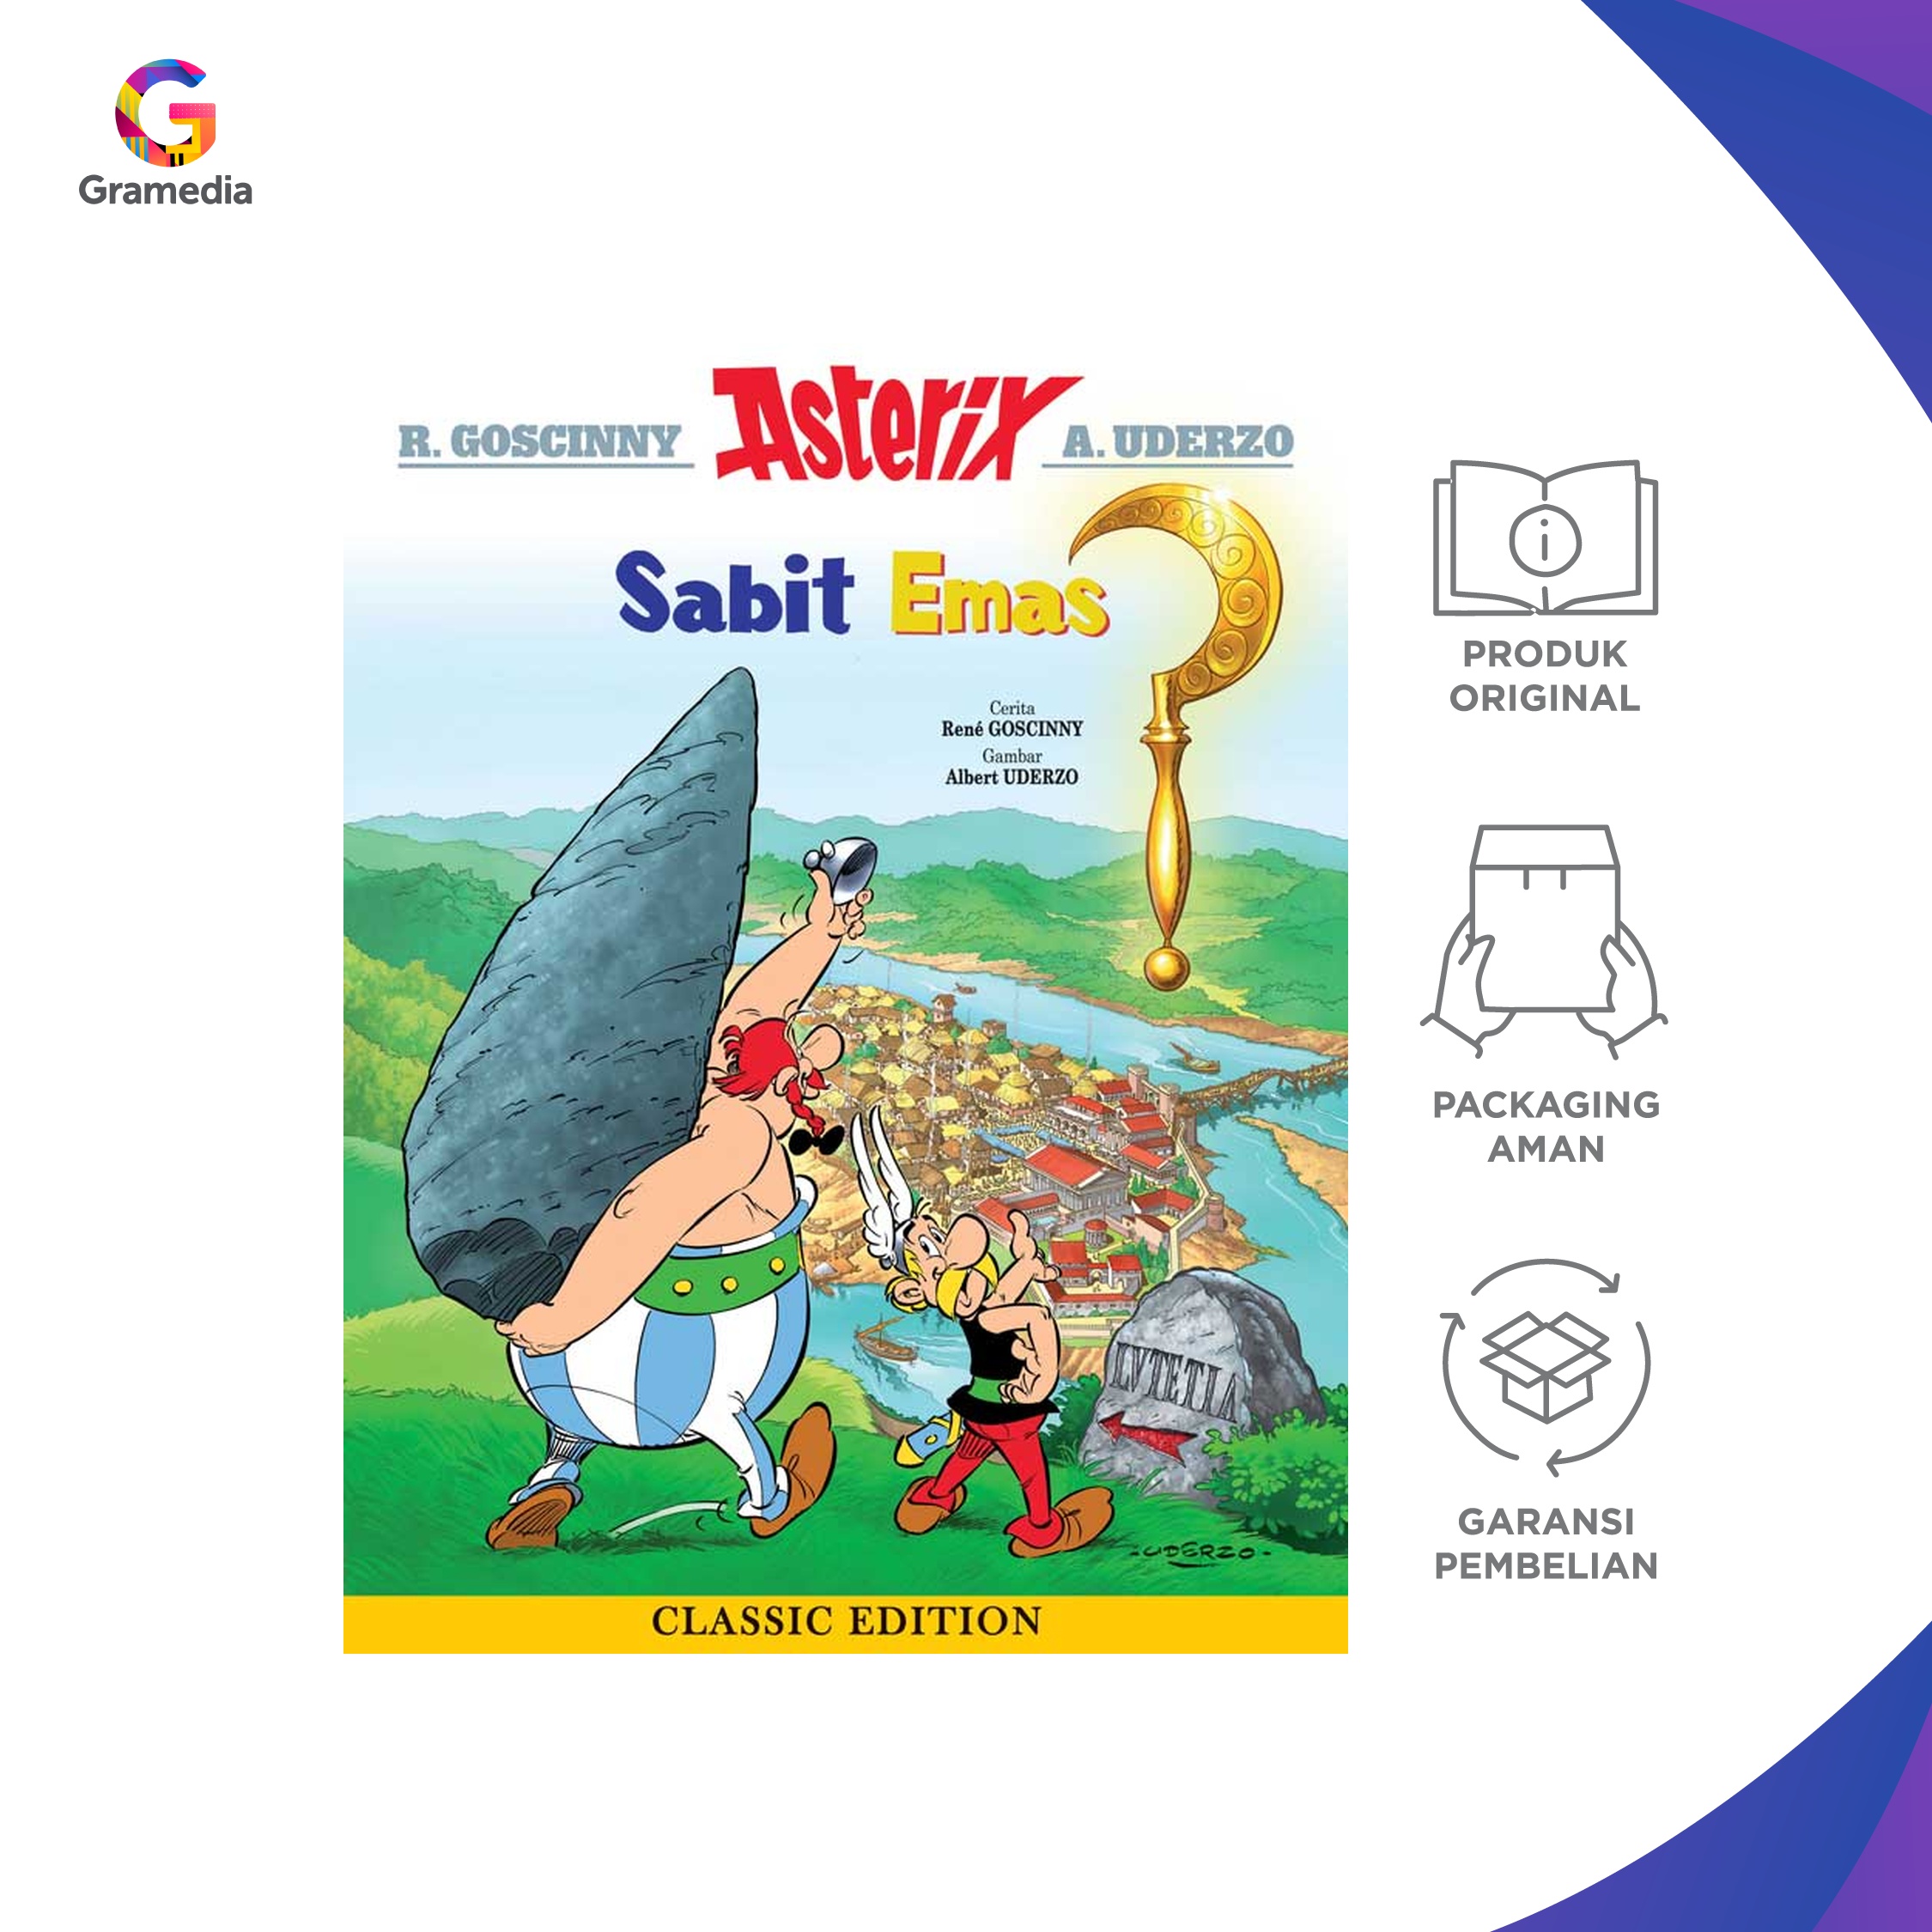 Gramedia
R. GOSCINNY Asterix A. UDERZO
Sabit Emas
Cerita
René GOSCINNY
Gambar
Albert UDERZO
LVTETIA
UDERZO
CLASSIC EDITION
PRODUK
ORIGINAL
PACKAGING
AMAN
GARANSI
PEMBELIAN